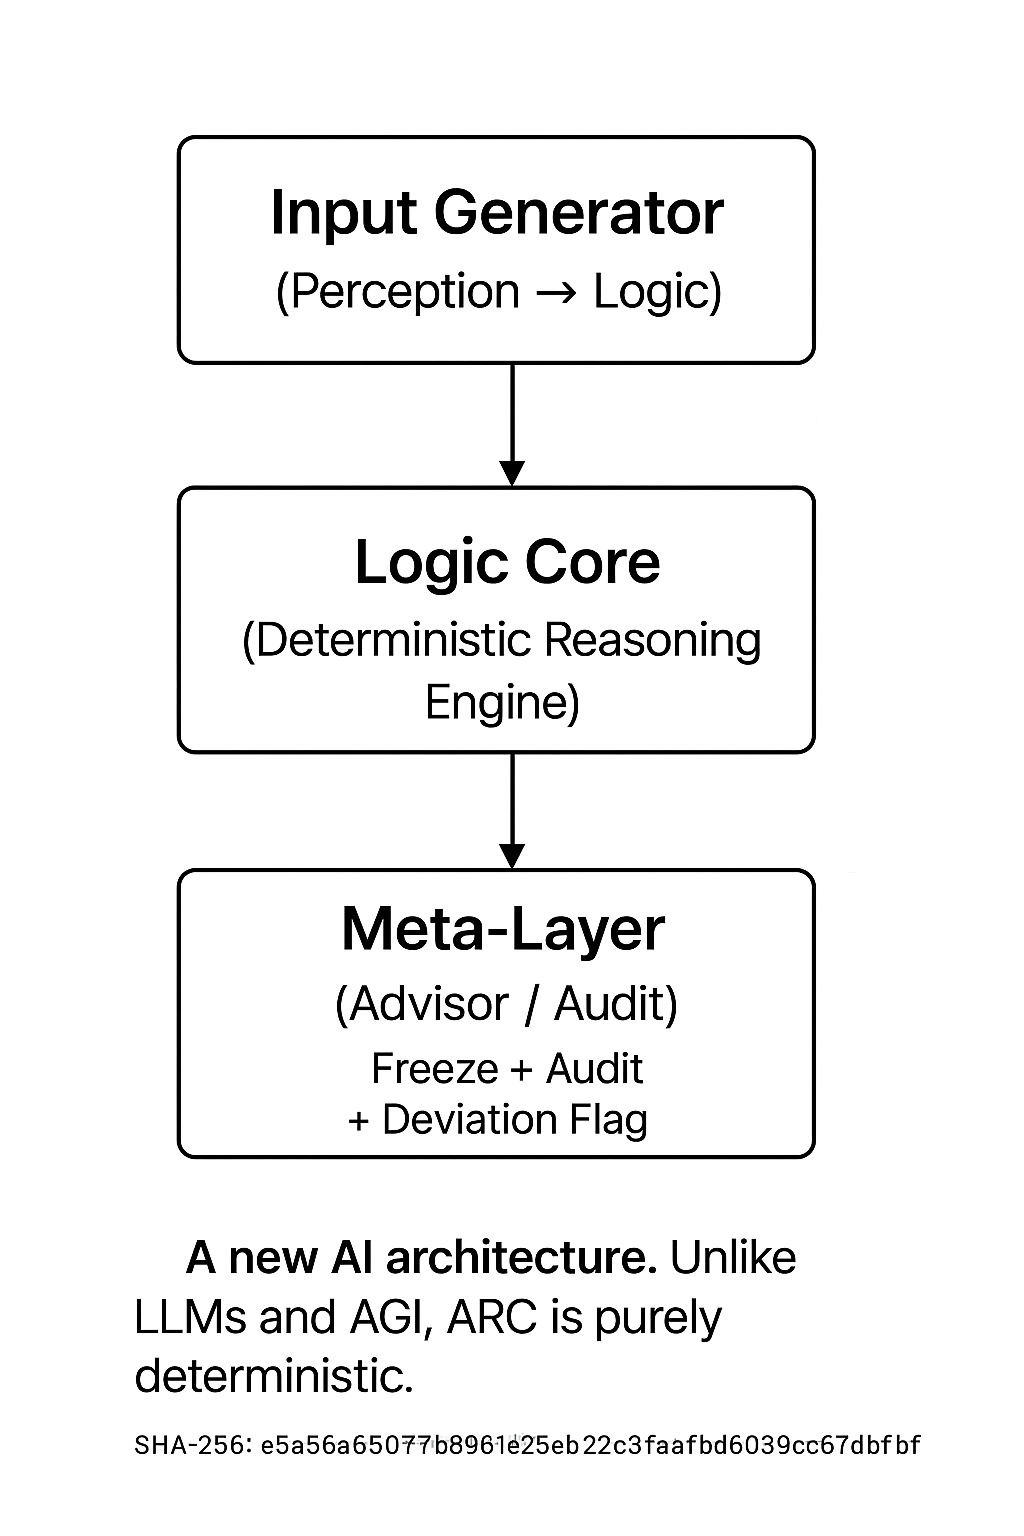 Input Generator
(Perception → Logic)
Logic Core
(Deterministic Reasoning
Engine)
Meta-Layer
(Advisor / Audit)
Freeze + Audit
+ Deviation Flag
A new AI architecture. Unlike
LLMs and AGI, ARC is purely
deterministic.
SHA-256: e5a56a65077b8961e25eb22c3faafbd6039cc67dbfbf